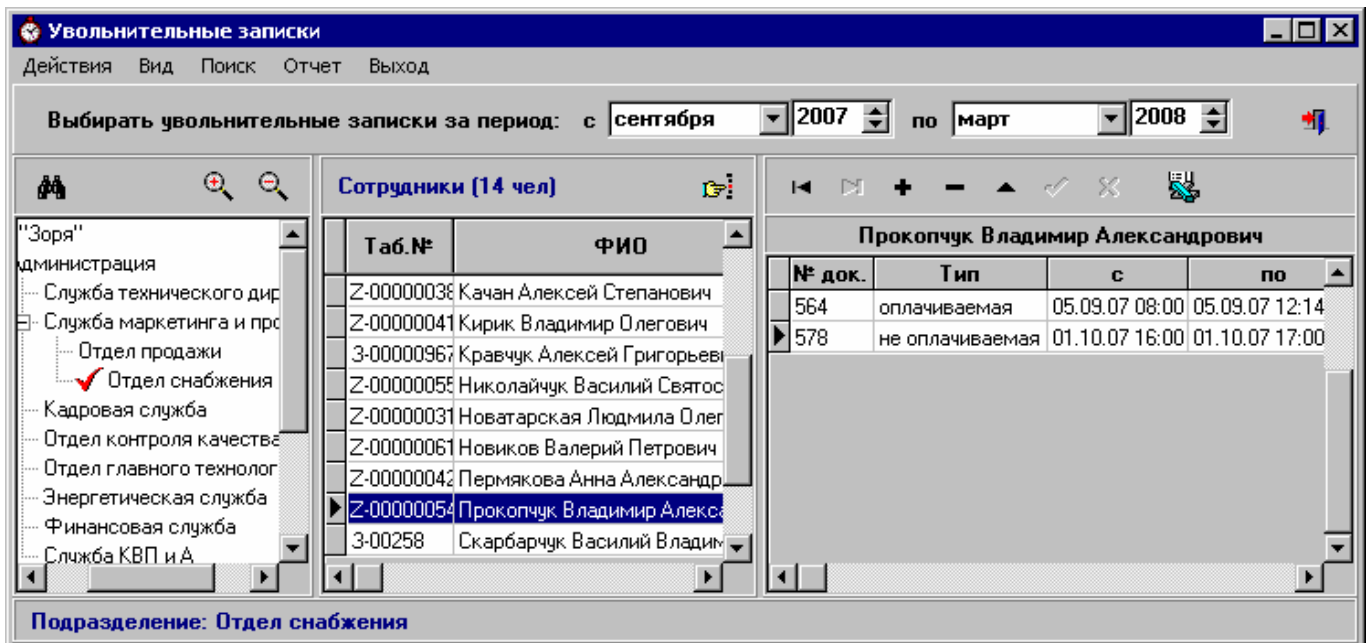 Увольнительные записки
Действия Вид Поиск Отчет Выход
Выбирать увольнительные записки за период: с сентября 2007 по март 2008
"Зоря"
дминистрация
Служба технического дир
Служба маркетинга и про
Отдел продажи
Отдел снабжения
Кадровая служба
Отдел контроля качества
Отдел главного технолог
Энергетическая служба
Финансовая служба
Служба КВП и А
Сотрудники (14 чел)
Таб.№ ФИО
Z-00000038 Качан Алексей Степанович
Z-00000041 Кирик Владимир Олегович
З-00000967 Кравчук Алексей Григорьеви
Z-00000055 Николайчук Василий Святос
Z-00000031 Новатарская Людмила Олег
Z-00000061 Новиков Валерий Петрович
Z-00000042 Пермякова Анна Александр
Z-00000054 Прокопчук Владимир Алекса
З-00258 Скарбарчук Василий Владим
Прокопчук Владимир Александрович
№ док. Тип с по
564 оплачиваемая 05.09.07 08:00 05.09.07 12:14
578 не оплачиваемая 01.10.07 16:00 01.10.07 17:00
Подразделение: Отдел снабжения